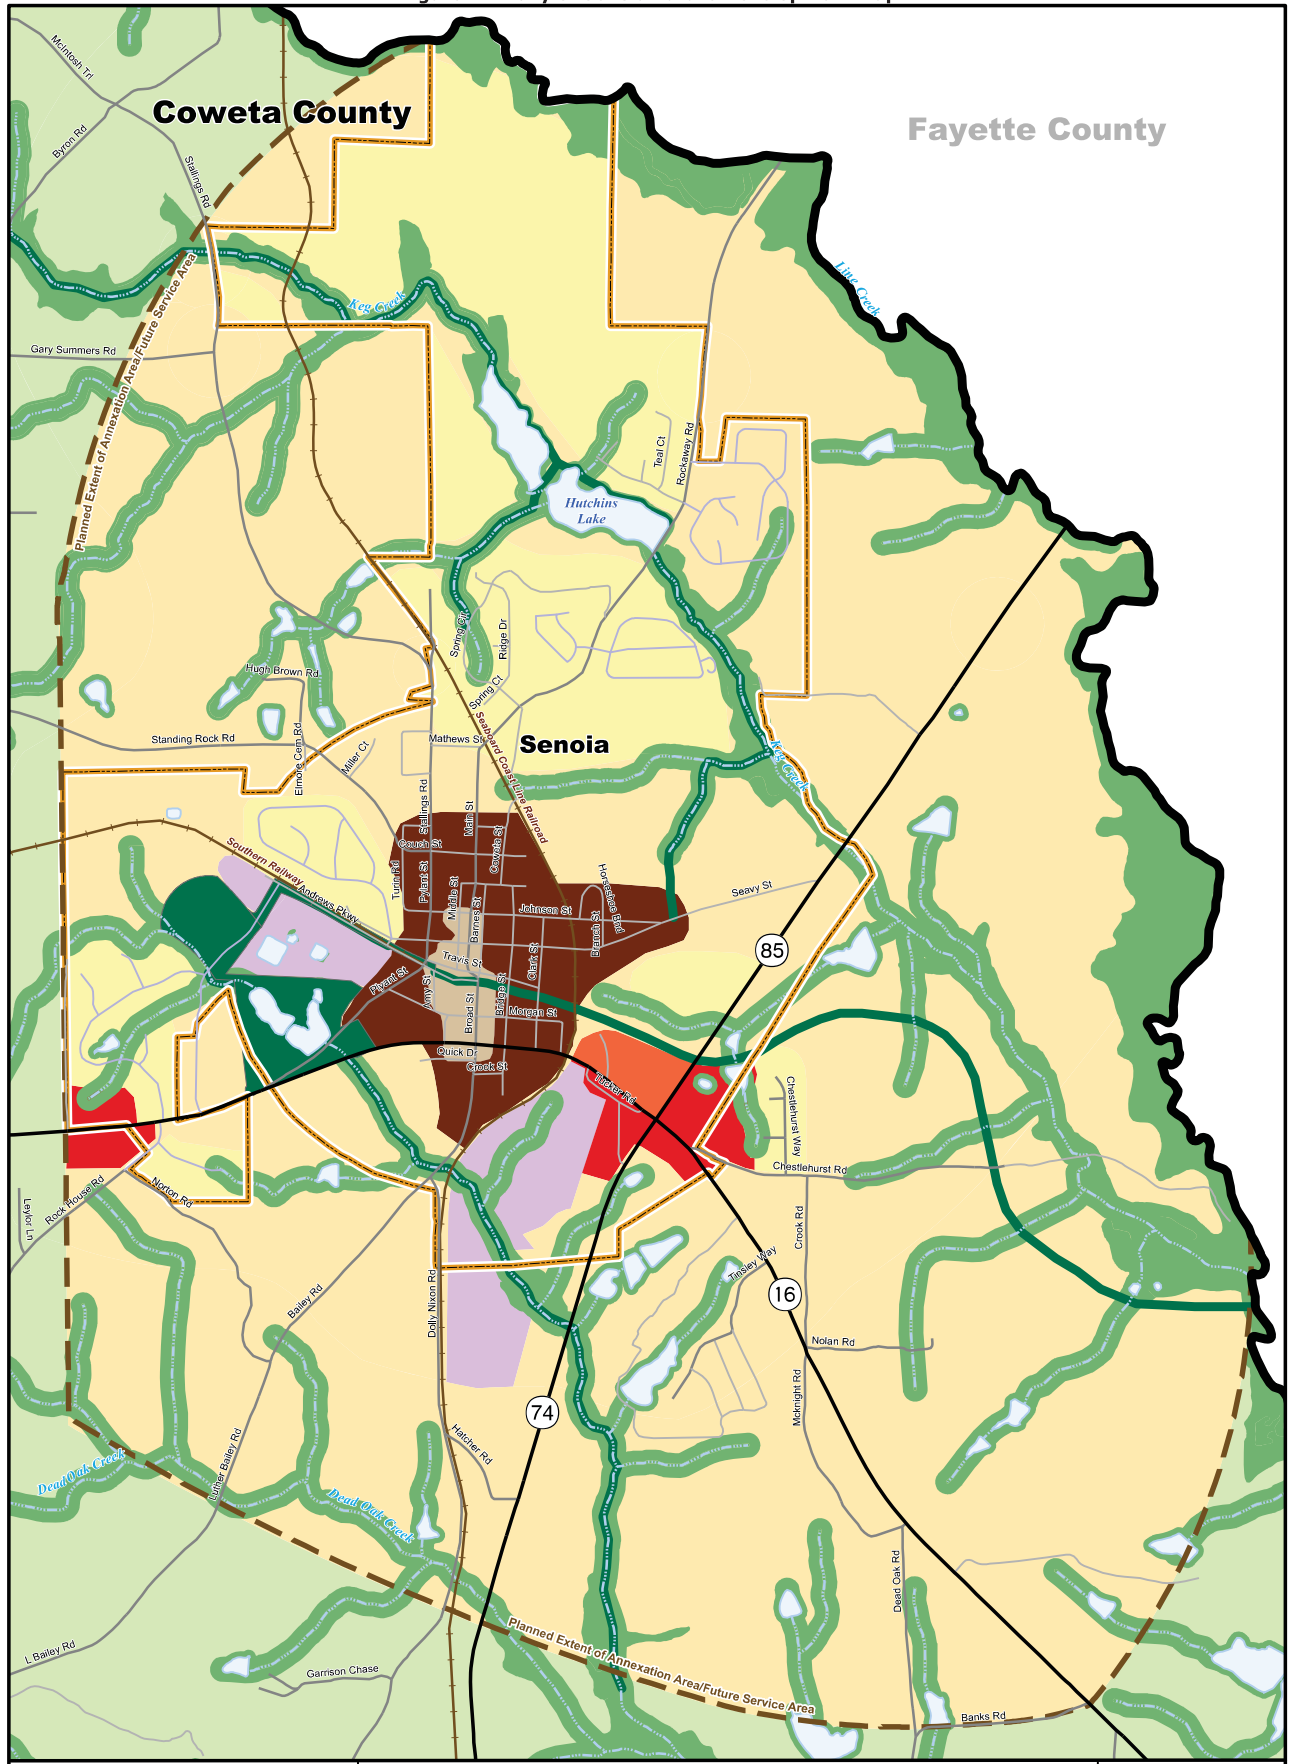 McIntosh Trl
Coweta County
Fayette County
Byron Rd
Stallings Rd
Line Creek
Keg Creek
Planned Extent of Annexation Area/Future Service Area
Gary Summers Rd
Teal Ct
Rockaway Rd
Hutchins
Lake
Spring Cir
Ridge Dr
Hugh Brown Rd
Spring Ct
Seaboard Coast Line Railroad
Standing Rock Rd
Elmore Cem Rd
Miller Ct
Mathews St
Senoia
Keg Creek
Stallings Rd
Main St
Couch St
Coweta St
Southern Railway
Andrews Pkwy
Turin Rd
Pylant St
Middle St
Barnes St
Johnson St
Horseshoe Bnd
Branch St
Seavy St
85
Travis St
Clark St
Pylant St
Amy St
Broad St
Bridge St
Morgan St
Quick Dr
Crook St
Tucker Rd
Chestlehurst Way
Chestlehurst Rd
Rock House Rd
Norton Rd
Leylor Ln
Crook Rd
Tinsley Way
16
Bailey Rd
Dolly Nixon Rd
Nolan Rd
Mcknight Rd
74
Hatcher Rd
Luther Bailey Rd
Dead Oak Creek
Dead Oak Creek
Dead Oak Rd
Planned Extent of Annexation Area/Future Service Area
L Bailey Rd
Garrison Chase
Banks Rd